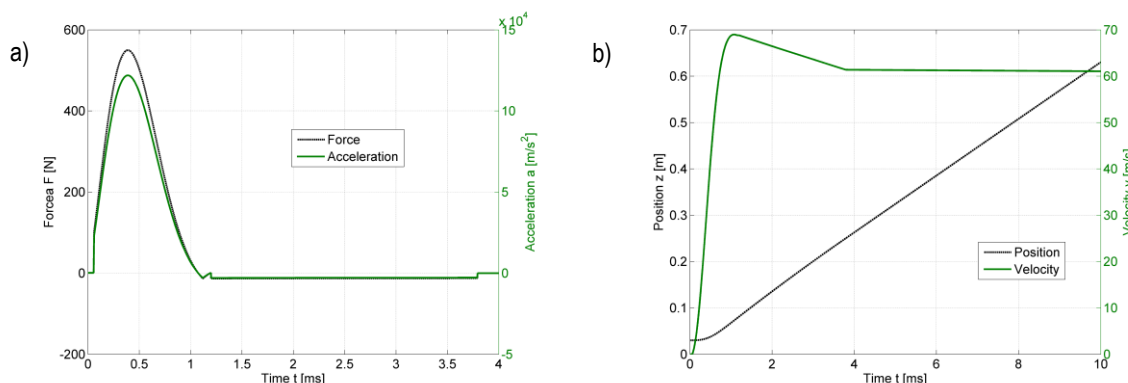 a)
x 10⁴
600
400
200
0
-200
Forcea F [N]
0 0.5 1 1.5 2 2.5 3 3.5 4
Time t [ms]
15
10
5
0
-5
Acceleration a [m/s²]
Force
Acceleration
b)
0.7
0.6
0.5
0.4
0.3
0.2
0.1
0
Position z [m]
0 2 4 6 8 10
Time t [ms]
70
60
50
40
30
20
10
0
Velocity v [m/s]
Position
Velocity